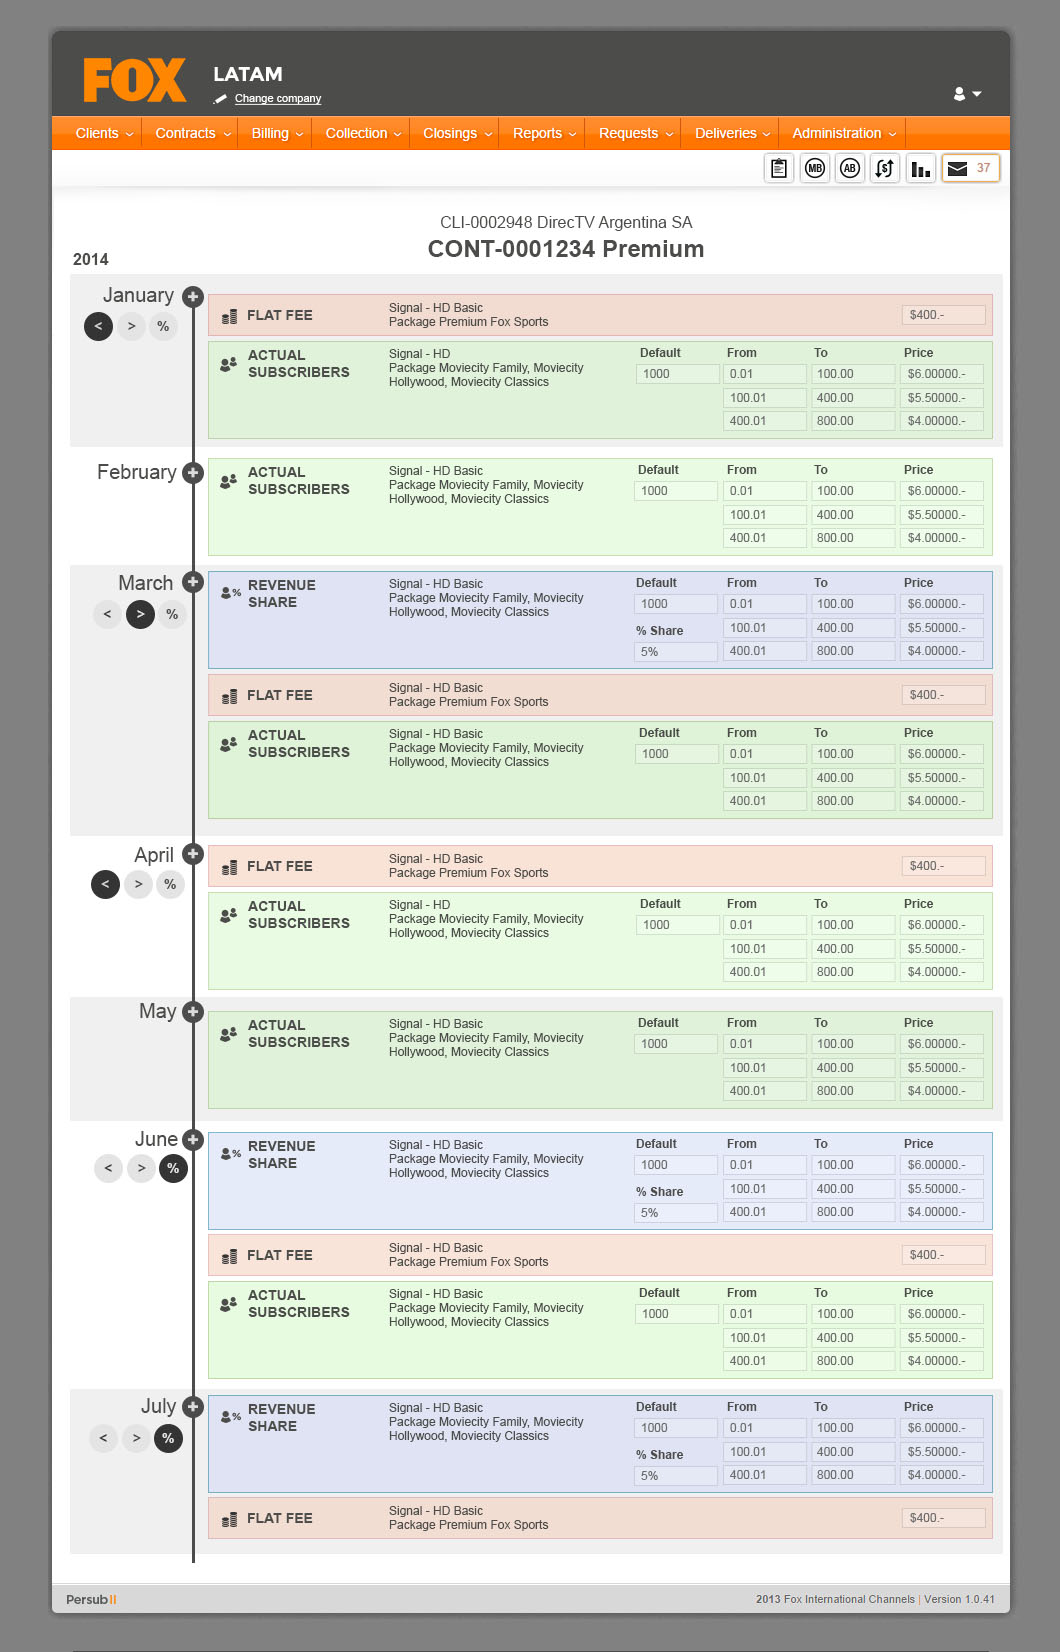 FOX
LATAM
Change company
Clients Contracts Billing Collection Closings Reports Requests Deliveries Administration
MB AB $ 37
CLI-0002948 DirecTV Argentina SA
CONT-0001234 Premium
2014
January
< > %
FLAT FEE Signal - HD Basic $400.-
Package Premium Fox Sports
ACTUAL Signal - HD Default From To Price
SUBSCRIBERS Package Moviecity Family, Moviecity 1000 0.01 100.00 $6.00000.-
Hollywood, Moviecity Classics
100.01 400.00 $5.50000.-
400.01 800.00 $4.00000.-
February
ACTUAL Signal - HD Basic Default From To Price
SUBSCRIBERS Package Moviecity Family, Moviecity 1000 0.01 100.00 $6.00000.-
Hollywood, Moviecity Classics
100.01 400.00 $5.50000.-
400.01 800.00 $4.00000.-
March
< > %
REVENUE Signal - HD Basic Default From To Price
SHARE Package Moviecity Family, Moviecity 1000 0.01 100.00 $6.00000.-
Hollywood, Moviecity Classics
% Share 100.01 400.00 $5.50000.-
5% 400.01 800.00 $4.00000.-
FLAT FEE Signal - HD Basic $400.-
Package Premium Fox Sports
ACTUAL Signal - HD Basic Default From To Price
SUBSCRIBERS Package Moviecity Family, Moviecity 1000 0.01 100.00 $6.00000.-
Hollywood, Moviecity Classics
100.01 400.00 $5.50000.-
400.01 800.00 $4.00000.-
April
< > %
FLAT FEE Signal - HD Basic $400.-
Package Premium Fox Sports
ACTUAL Signal - HD Default From To Price
SUBSCRIBERS Package Moviecity Family, Moviecity 1000 0.01 100.00 $6.00000.-
Hollywood, Moviecity Classics
100.01 400.00 $5.50000.-
400.01 800.00 $4.00000.-
May
ACTUAL Signal - HD Basic Default From To Price
SUBSCRIBERS Package Moviecity Family, Moviecity 1000 0.01 100.00 $6.00000.-
Hollywood, Moviecity Classics
100.01 400.00 $5.50000.-
400.01 800.00 $4.00000.-
June
< > %
REVENUE Signal - HD Basic Default From To Price
SHARE Package Moviecity Family, Moviecity 1000 0.01 100.00 $6.00000.-
Hollywood, Moviecity Classics
% Share 100.01 400.00 $5.50000.-
5% 400.01 800.00 $4.00000.-
FLAT FEE Signal - HD Basic $400.-
Package Premium Fox Sports
ACTUAL Signal - HD Basic Default From To Price
SUBSCRIBERS Package Moviecity Family, Moviecity 1000 0.01 100.00 $6.00000.-
Hollywood, Moviecity Classics
100.01 400.00 $5.50000.-
400.01 800.00 $4.00000.-
July
< > %
REVENUE Signal - HD Basic Default From To Price
SHARE Package Moviecity Family, Moviecity 1000 0.01 100.00 $6.00000.-
Hollywood, Moviecity Classics
% Share 100.01 400.00 $5.50000.-
5% 400.01 800.00 $4.00000.-
FLAT FEE Signal - HD Basic $400.-
Package Premium Fox Sports
Persub II 2013 Fox International Channels | Version 1.0.41